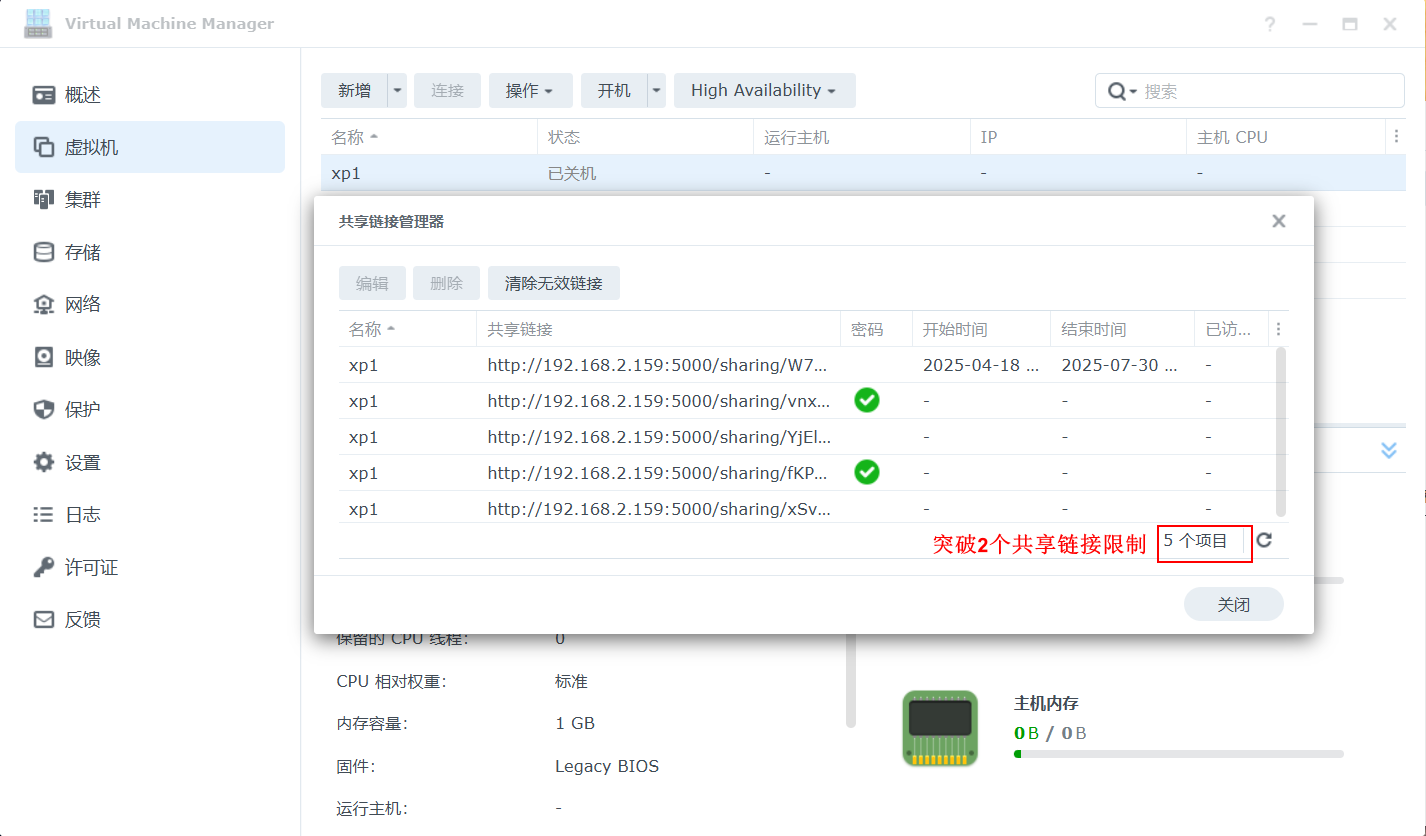 Virtual Machine Manager
概述
虚拟机
集群
存储
网络
映像
保护
设置
日志
许可证
反馈
新增 连接 操作 开机 High Availability 搜索
名称 状态 运行主机 IP 主机 CPU
xp1 已关机 - - -
共享链接管理器
编辑 删除 清除无效链接
名称 共享链接 密码 开始时间 结束时间 已访...
xp1 http://192.168.2.159:5000/sharing/W7... 2025-04-18 ... 2025-07-30 ... -
xp1 http://192.168.2.159:5000/sharing/vnx... - - -
xp1 http://192.168.2.159:5000/sharing/YjEl... - - -
xp1 http://192.168.2.159:5000/sharing/fKP... - - -
xp1 http://192.168.2.159:5000/sharing/xSv... - - -
突破2个共享链接限制 5 个项目
关闭
保留的 CPU 线程: 0
CPU 相对权重: 标准
内存容量: 1 GB
固件: Legacy BIOS
运行主机: -
主机内存
0 B / 0 B